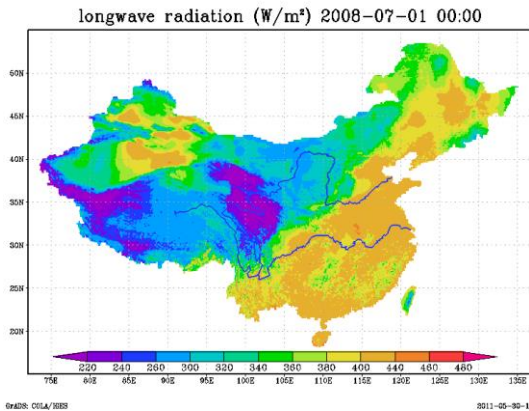 longwave radiation (W/m²) 2008-07-01 00:00
50N
45N
40N
35N
30N
25N
20N
220 240 260 300 320 340 360 380 400 440 460 480
75E 80E 85E 90E 95E 100E 105E 110E 115E 120E 125E 130E 135E
GrADS: COLA/IGES